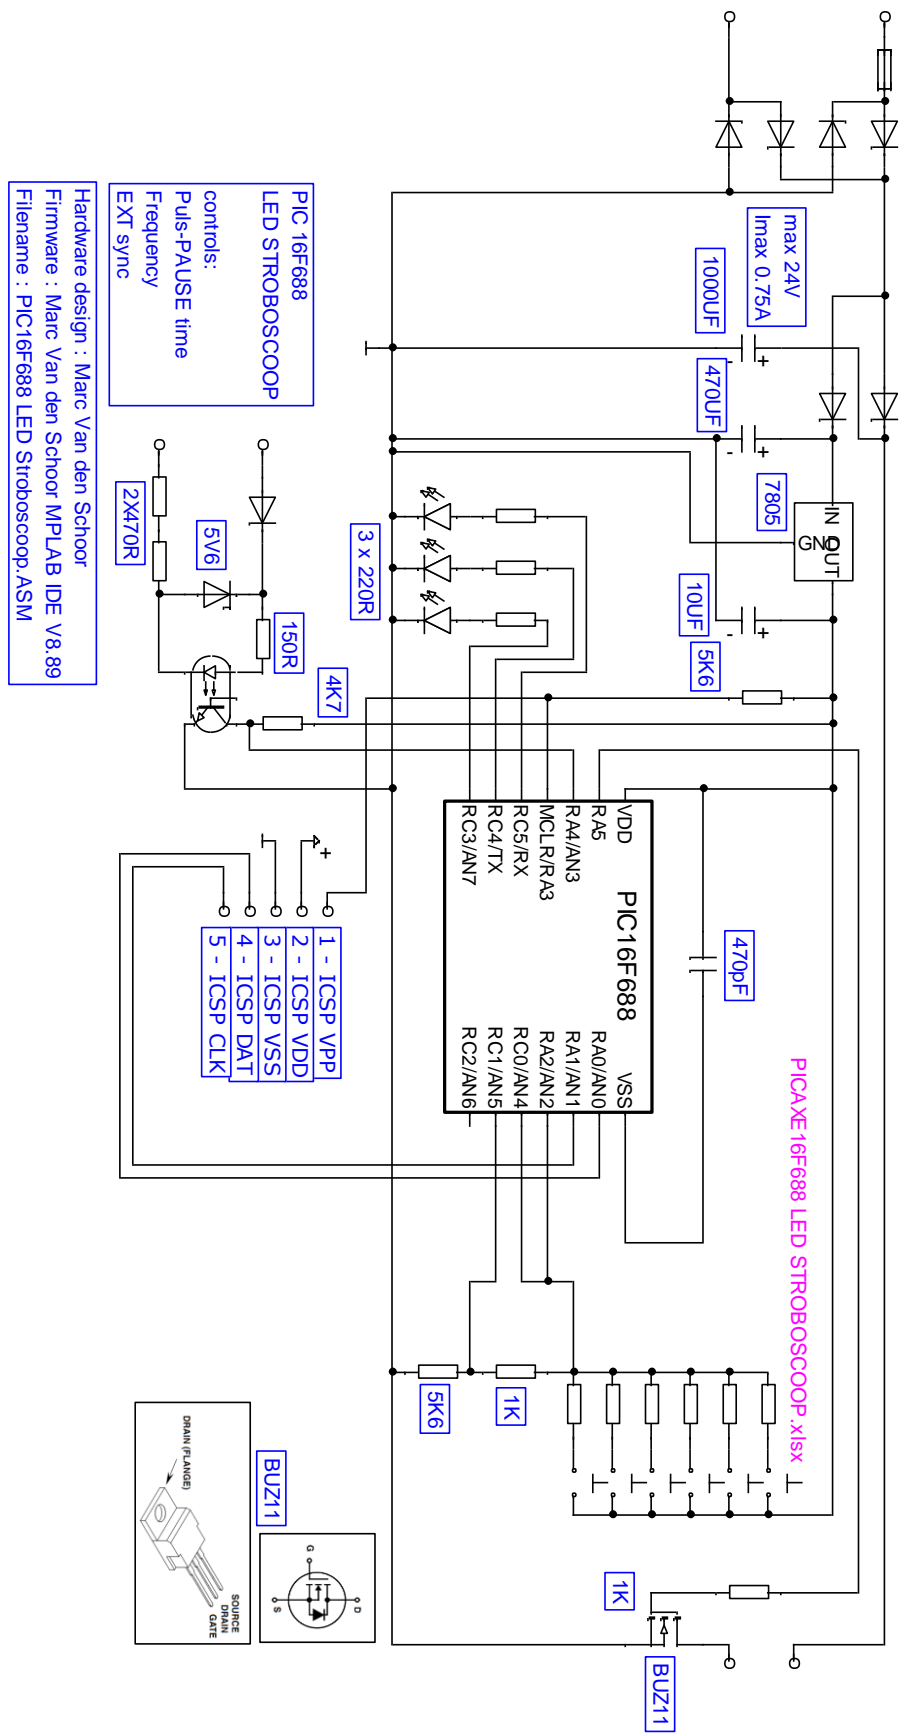 max 24V
Imax 0.75A
1000UF
470UF
7805
IN
OUT
GND
10UF
5K6
PIC 16F688
LED STROBOSCOOP
controls:
Puls-PAUSE time
Frequency
EXT sync
Hardware design : Marc Van den Schoor
Firmware : Marc Van den Schoor MPLAB IDE V8.89
Filename : PIC16F688 LED Stroboscoop.ASM
3 x 220R
2X470R
5V6
150R
4K7
PIC16F688
VDD
RA5
RA4/AN3
MCLR/RA3
RC5/RX
RC4/TX
RC3/AN7
VSS
RA0/AN0
RA1/AN1
RA2/AN2
RC0/AN4
RC1/AN5
RC2/AN6
470pF
+
1 - ICSP VPP
2 - ICSP VDD
3 - ICSP VSS
4 - ICSP DAT
5 - ICSP CLK
PICAXE16F688 LED STROBOSCOOP.xlsx
1K
5K6
1K
BUZ11
BUZ11
G
D
S
DRAIN (FLANGE)
SOURCE
DRAIN
GATE